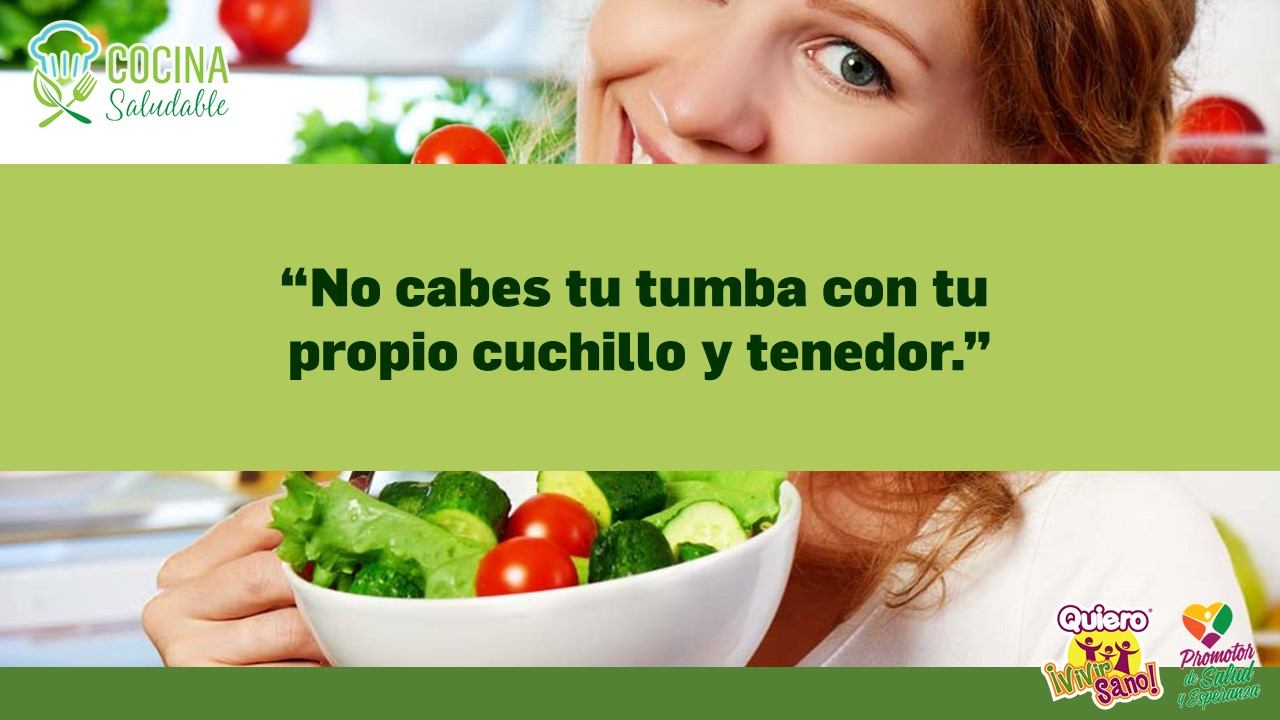 COCINA
Saludable
“No cabes tu tumba con tu
propio cuchillo y tenedor.”
Quiero®
¡Vivir
Sano!
Promotor
de Salud
y Esperanza